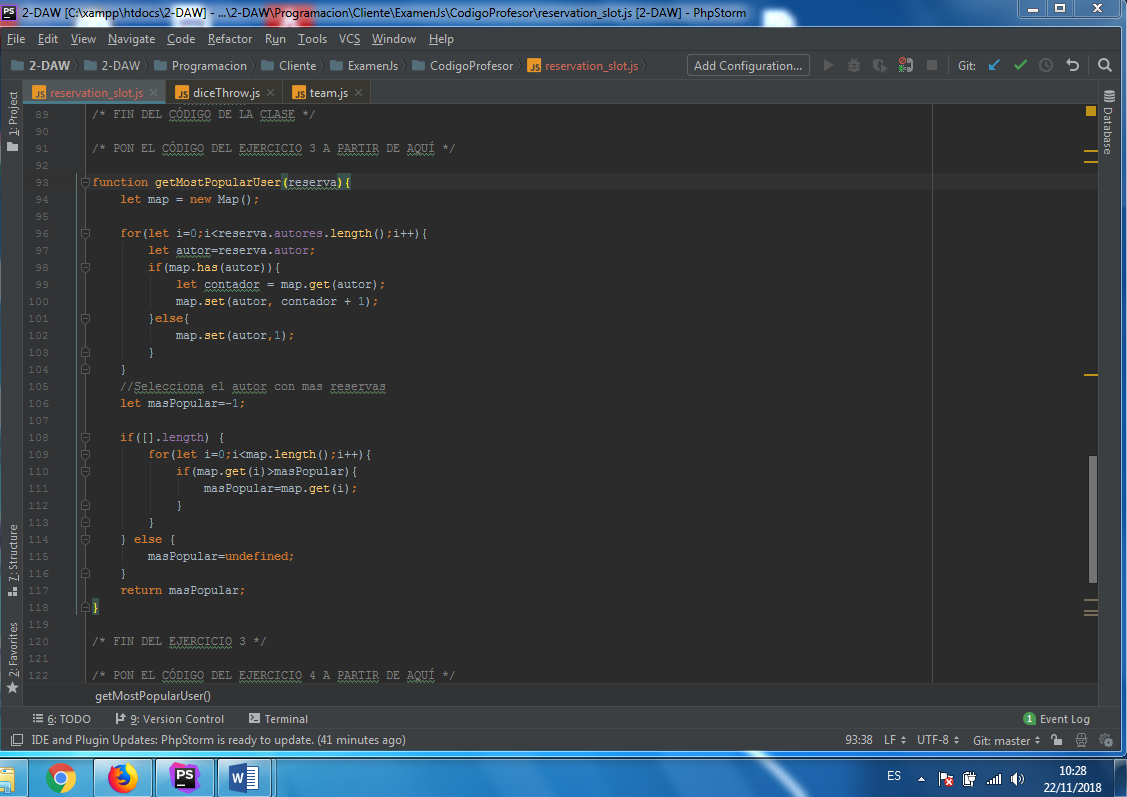 2-DAW [C:\xampp\htdocs\2-DAW] - ...\2-DAW\Programacion\Cliente\ExamenJs\CodigoProfesor\reservation_slot.js [2-DAW] - PhpStorm
File Edit View Navigate Code Refactor Run Tools VCS Window Help
2-DAW 2-DAW Programacion Cliente ExamenJs CodigoProfesor reservation_slot.js Add Configuration... Git:
reservation_slot.js diceThrow.js team.js
1: Project
Database
89 /* FIN DEL CÓDIGO DE LA CLASE */
90
91 /* PON EL CÓDIGO DEL EJERCICIO 3 A PARTIR DE AQUÍ */
92
93 function getMostPopularUser(reserva){
94 let map = new Map();
95
96 for(let i=0;i<reserva.autores.length();i++){
97 let autor=reserva.autor;
98 if(map.has(autor)){
99 let contador = map.get(autor);
100 map.set(autor, contador + 1);
101 }else{
102 map.set(autor,1);
103 }
104 }
105 //Selecciona el autor con mas reservas
106 let masPopular=-1;
107
108 if([].length) {
109 for(let i=0;i<map.length();i++){
110 if(map.get(i)>masPopular){
111 masPopular=map.get(i);
112 }
113 }
114 } else {
115 masPopular=undefined;
116 }
117 return masPopular;
118 }
119
120 /* FIN DEL EJERCICIO 3 */
121
122 /* PON EL CÓDIGO DEL EJERCICIO 4 A PARTIR DE AQUÍ */
7: Structure
2: Favorites
getMostPopularUser()
6: TODO 9: Version Control Terminal 1 Event Log
IDE and Plugin Updates: PhpStorm is ready to update. (41 minutes ago) 93:38 LF UTF-8 Git: master
ES 10:28
22/11/2018